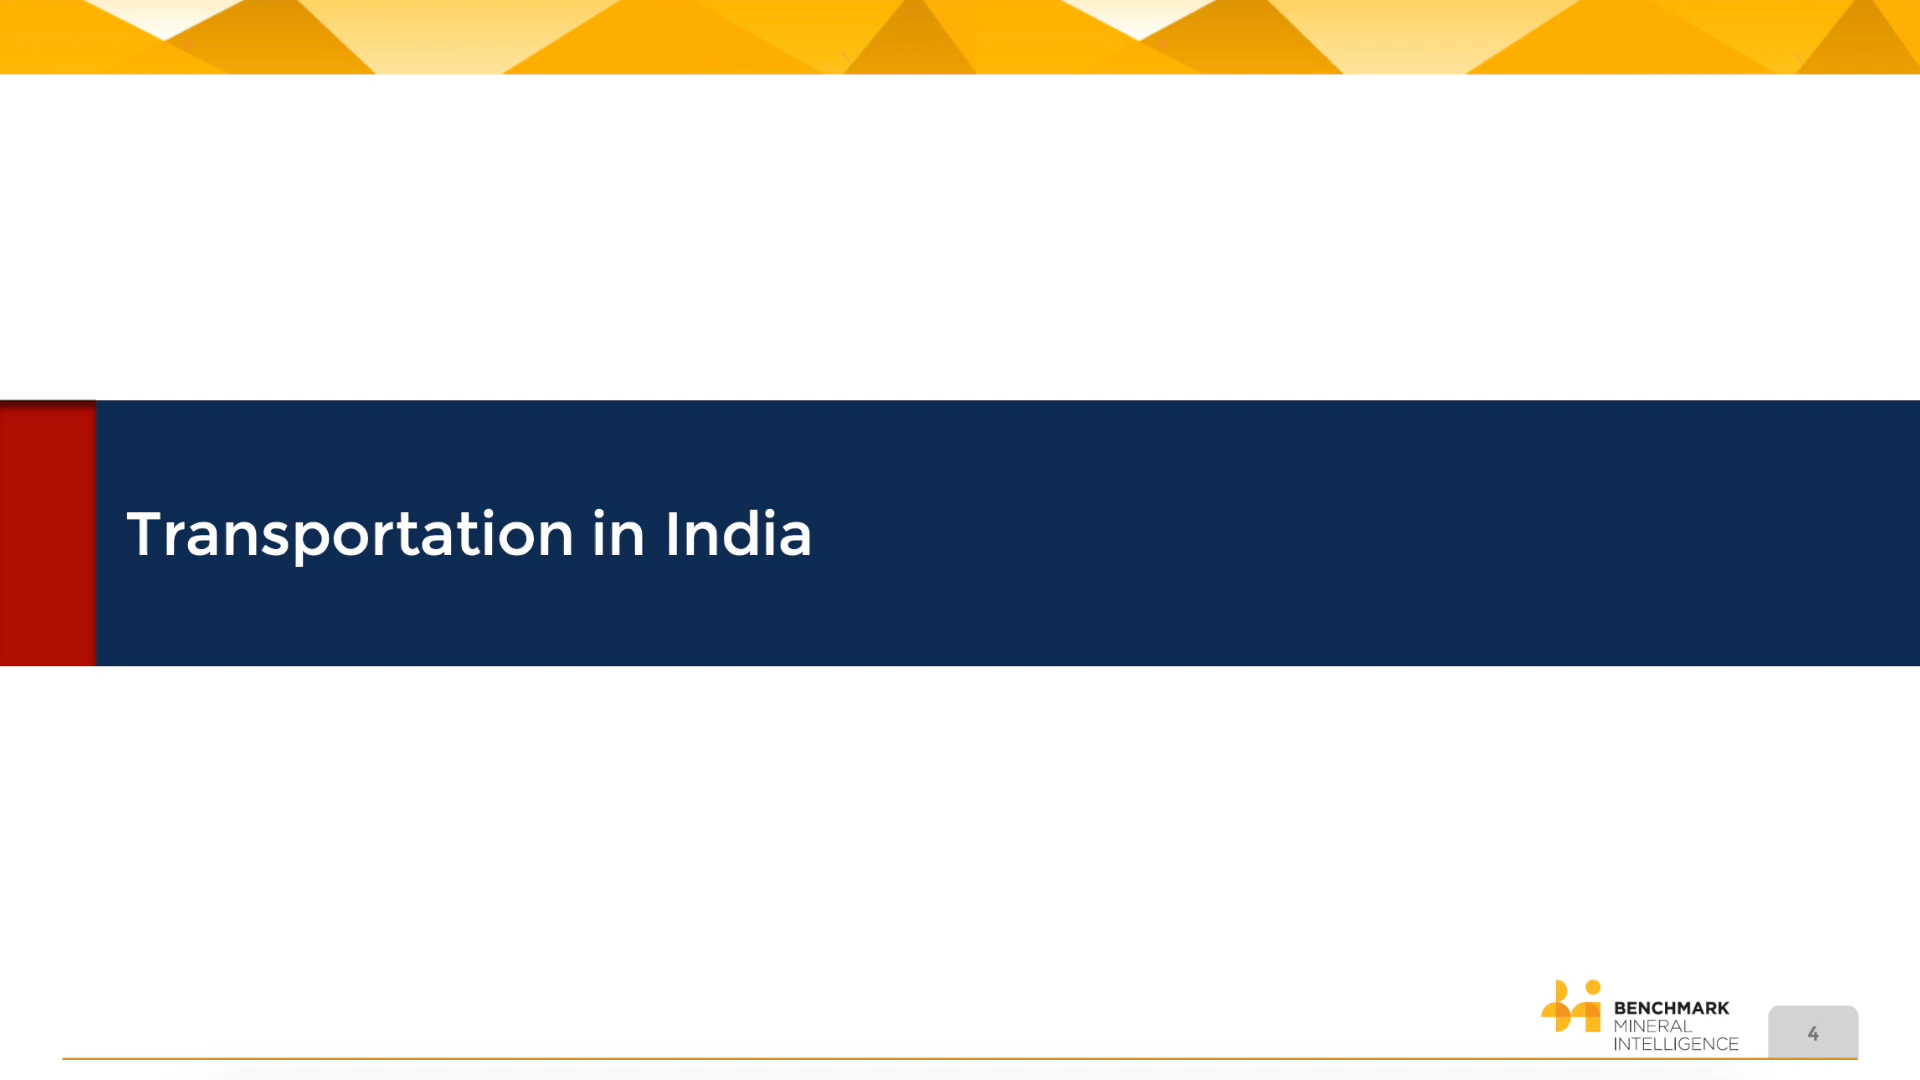 Transportation in India
BENCHMARK
MINERAL
INTELLIGENCE
4